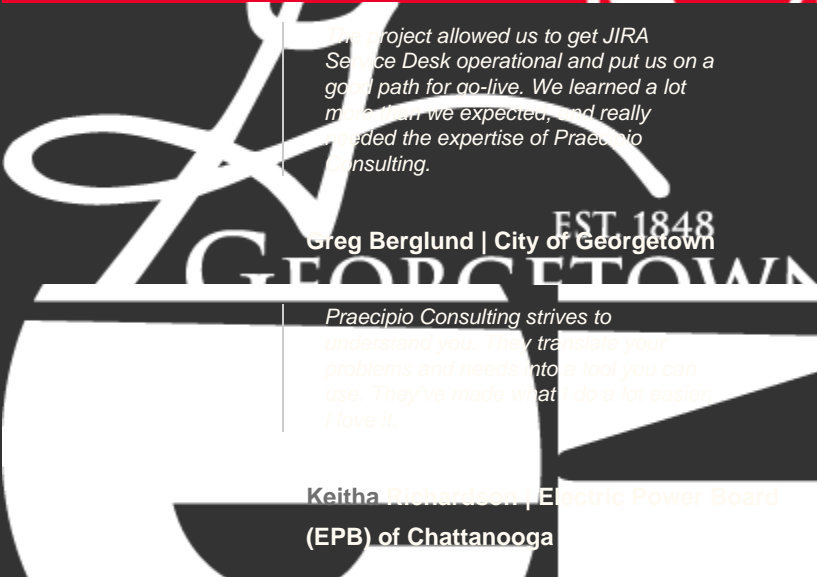 The project allowed us to get JIRA
Service Desk operational and put us on a
good path for go-live. We learned a lot
more than we expected, and really
needed the expertise of Praecipio
Consulting.
EST. 1848
Greg Berglund | City of Georgetown
GEORGETOWN
Praecipio Consulting strives to
understand you. They translate your
problems and needs into a tool you can
use. They've made what I do a lot easier.
I love it.
Keitha Richardson | Electric Power Board
(EPB) of Chattanooga